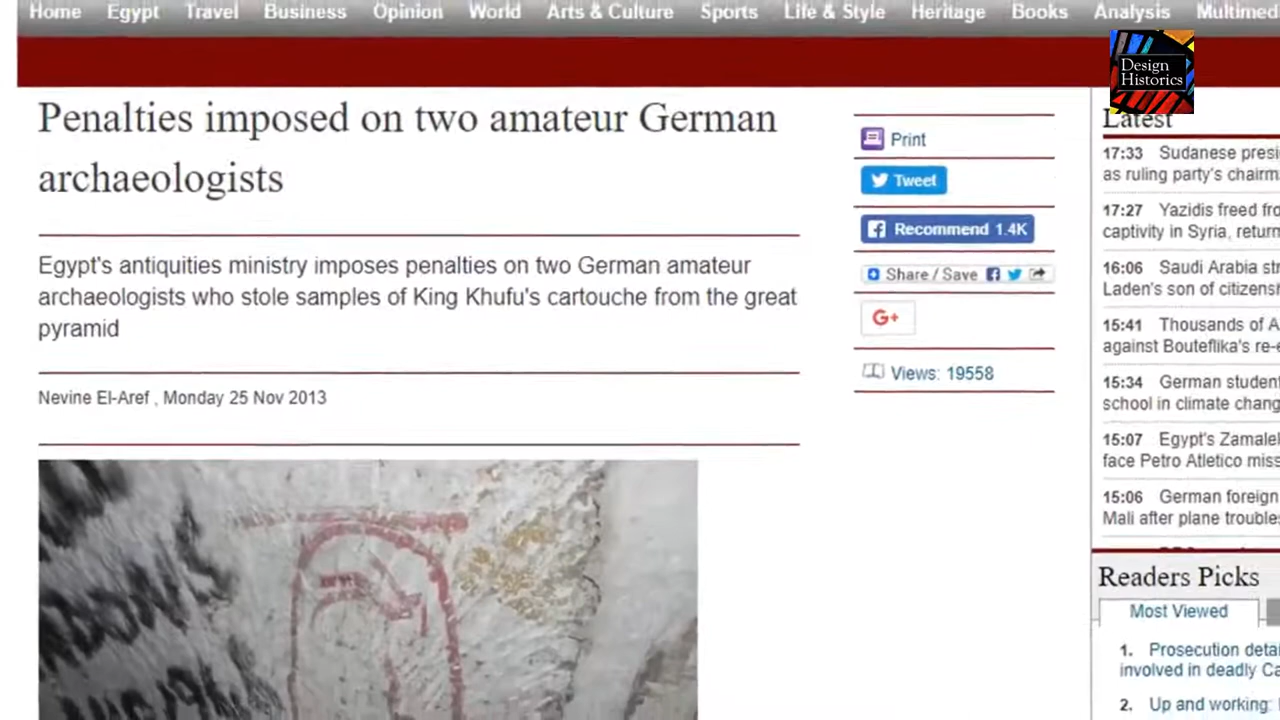 Home Egypt Travel Business Opinion World Arts & Culture Sports Life & Style Heritage Books Analysis
Design
Historics
Penalties imposed on two amateur German
archaeologists
Egypt's antiquities ministry imposes penalties on two German amateur
archaeologists who stole samples of King Khufu's cartouche from the great
pyramid
Nevine El-Aref , Monday 25 Nov 2013
Print
Tweet
Recommend 1.4K
Share / Save
G+
Views: 19558
Latest
17:33 Sudanese
as ruling party's
17:27 Yazidis freed
captivity in Syria,
16:06 Saudi Arabia
Laden's son of
15:41 Thousands of
against Bouteflika's
15:34 German
school in climate
15:07 Egypt's
face Petro Atletico
15:06 German foreign
Mali after plane
Readers Picks
Most Viewed
1. Prosecution
involved in deadly
2. Up and working: